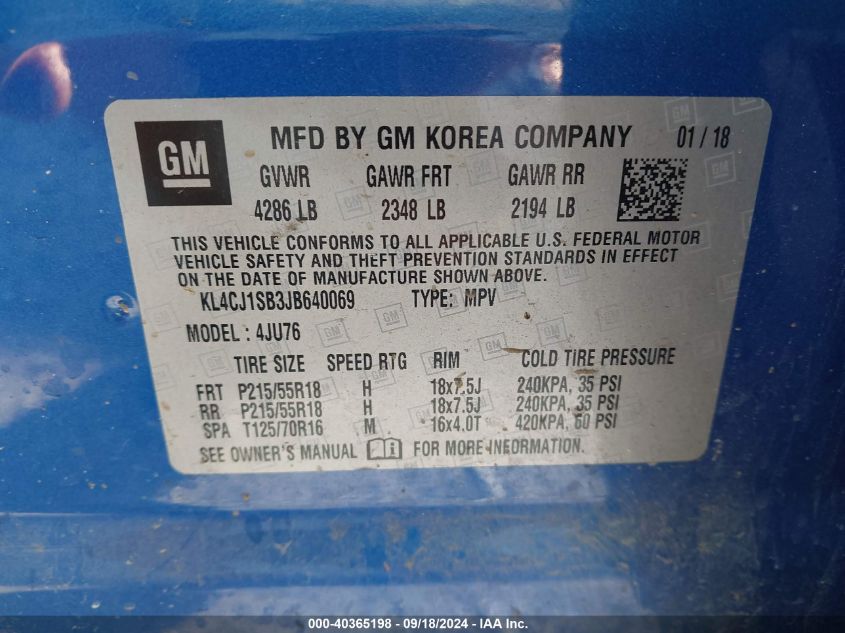 GM MFD BY GM KOREA COMPANY 01 / 18
GVWR GAWR FRT GAWR RR
4286 LB 2348 LB 2194 LB
THIS VEHICLE CONFORMS TO ALL APPLICABLE U.S. FEDERAL MOTOR
VEHICLE SAFETY AND THEFT PREVENTION STANDARDS IN EFFECT
ON THE DATE OF MANUFACTURE SHOWN ABOVE.
KL4CJ1SB3JB640069 TYPE: MPV
MODEL : 4JU76
TIRE SIZE SPEED RTG RIM COLD TIRE PRESSURE
FRT P215/55R18 H 18x7.5J 240KPA, 35 PSI
RR P215/55R18 H 18x7.5J 240KPA, 35 PSI
SPA T125/70R16 M 16x4.0T 420KPA, 60 PSI
SEE OWNER'S MANUAL FOR MORE INFORMATION.
000-40365198 - 09/18/2024 - IAA Inc.